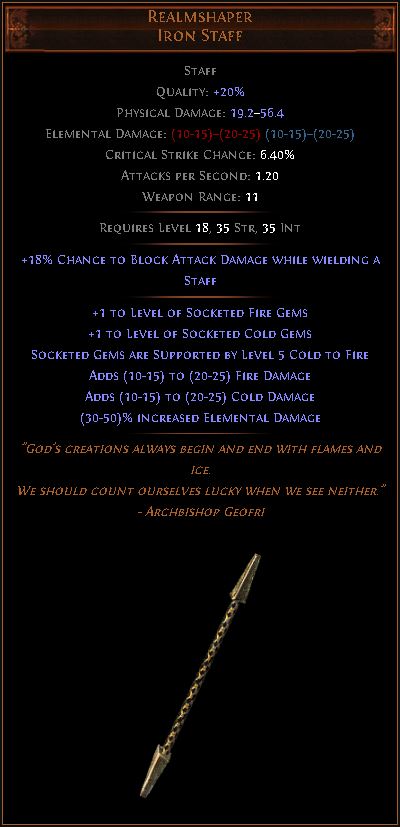 Realmshaper
Iron Staff
Staff
Quality: +20%
Physical Damage: 19.2–56.4
Elemental Damage: (10-15)–(20-25) (10-15)–(20-25)
Critical Strike Chance: 6.40%
Attacks per Second: 1.20
Weapon Range: 11
Requires Level 18, 35 Str, 35 Int
+18% Chance to Block Attack Damage while wielding a
Staff
+1 to Level of Socketed Fire Gems
+1 to Level of Socketed Cold Gems
Socketed Gems are Supported by Level 5 Cold to Fire
Adds (10-15) to (20-25) Fire Damage
Adds (10-15) to (20-25) Cold Damage
(30-50)% increased Elemental Damage
"God's creations always begin and end with flames and
ice.
We should count ourselves lucky when we see neither."
- Archbishop Geofri